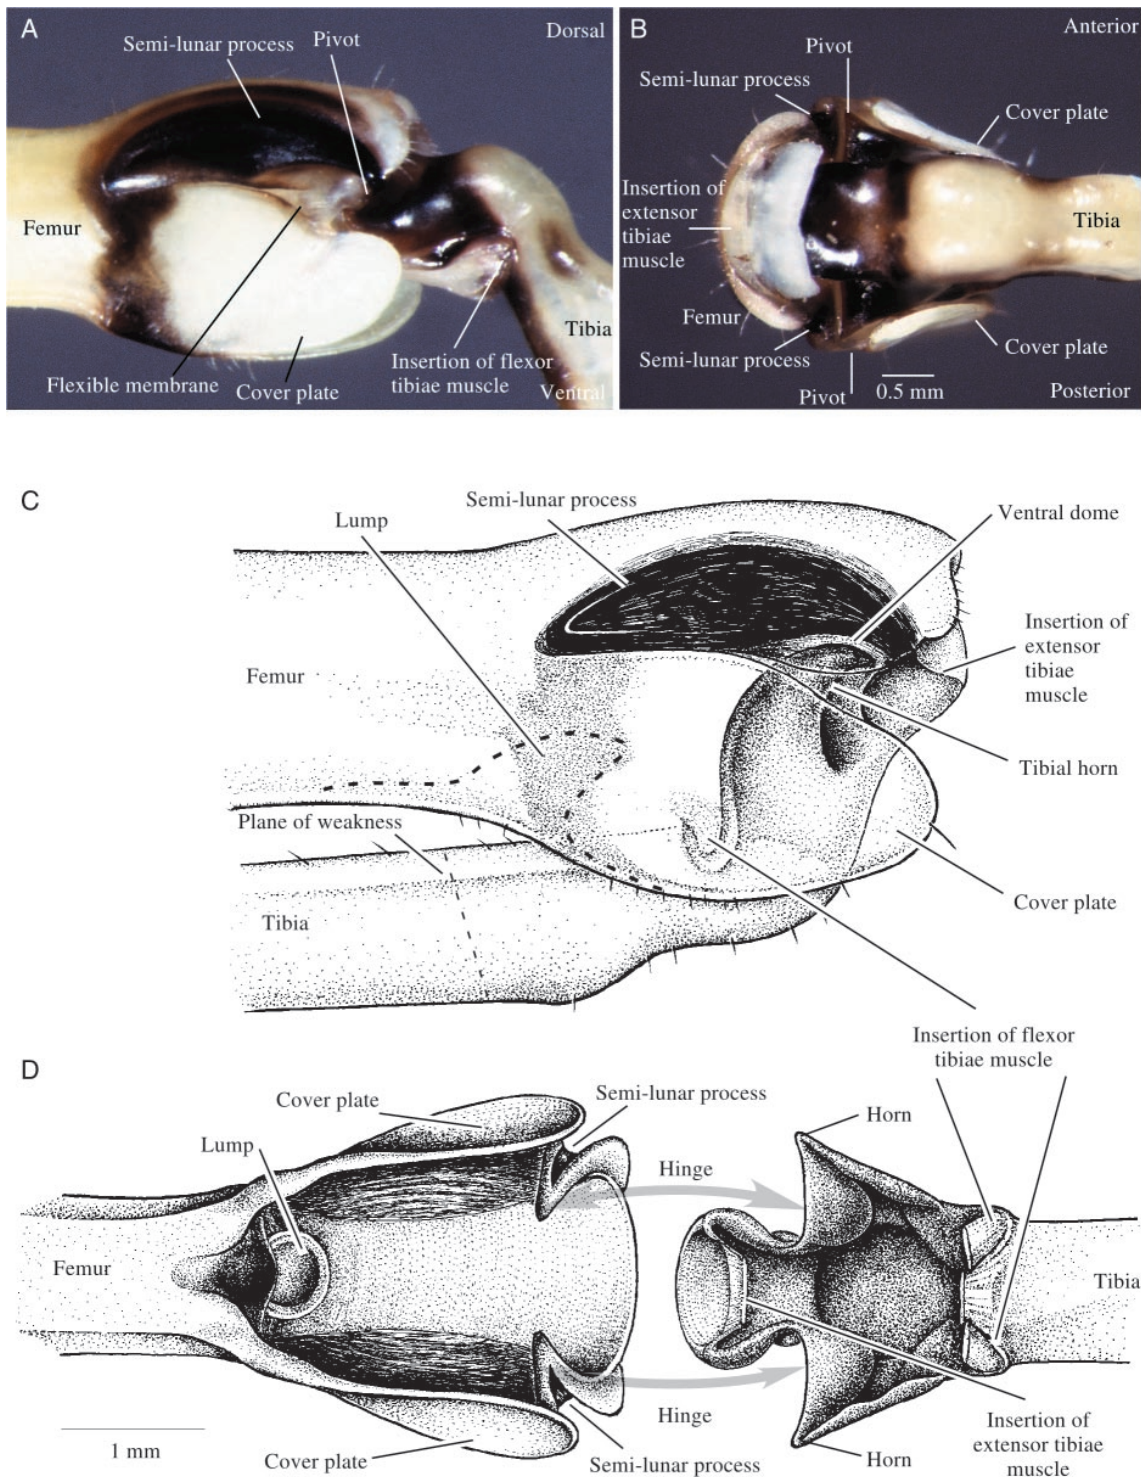 A
Semi-lunar process
Pivot
Dorsal
Femur
Tibia
Flexible membrane
Cover plate
Insertion of flexor
tibiae muscle
Ventral
B
Anterior
Pivot
Semi-lunar process
Cover plate
Insertion of
extensor
tibiae
muscle
Tibia
Femur
Semi-lunar process
Cover plate
Pivot
0.5 mm
Posterior
C
Semi-lunar process
Lump
Ventral dome
Insertion of
extensor
tibiae
muscle
Femur
Tibial horn
Plane of weakness
Cover plate
Tibia
Insertion of flexor
tibiae muscle
D
Cover plate
Semi-lunar process
Horn
Lump
Hinge
Femur
Tibia
Hinge
1 mm
Cover plate
Semi-lunar process
Horn
Insertion of
extensor tibiae
muscle